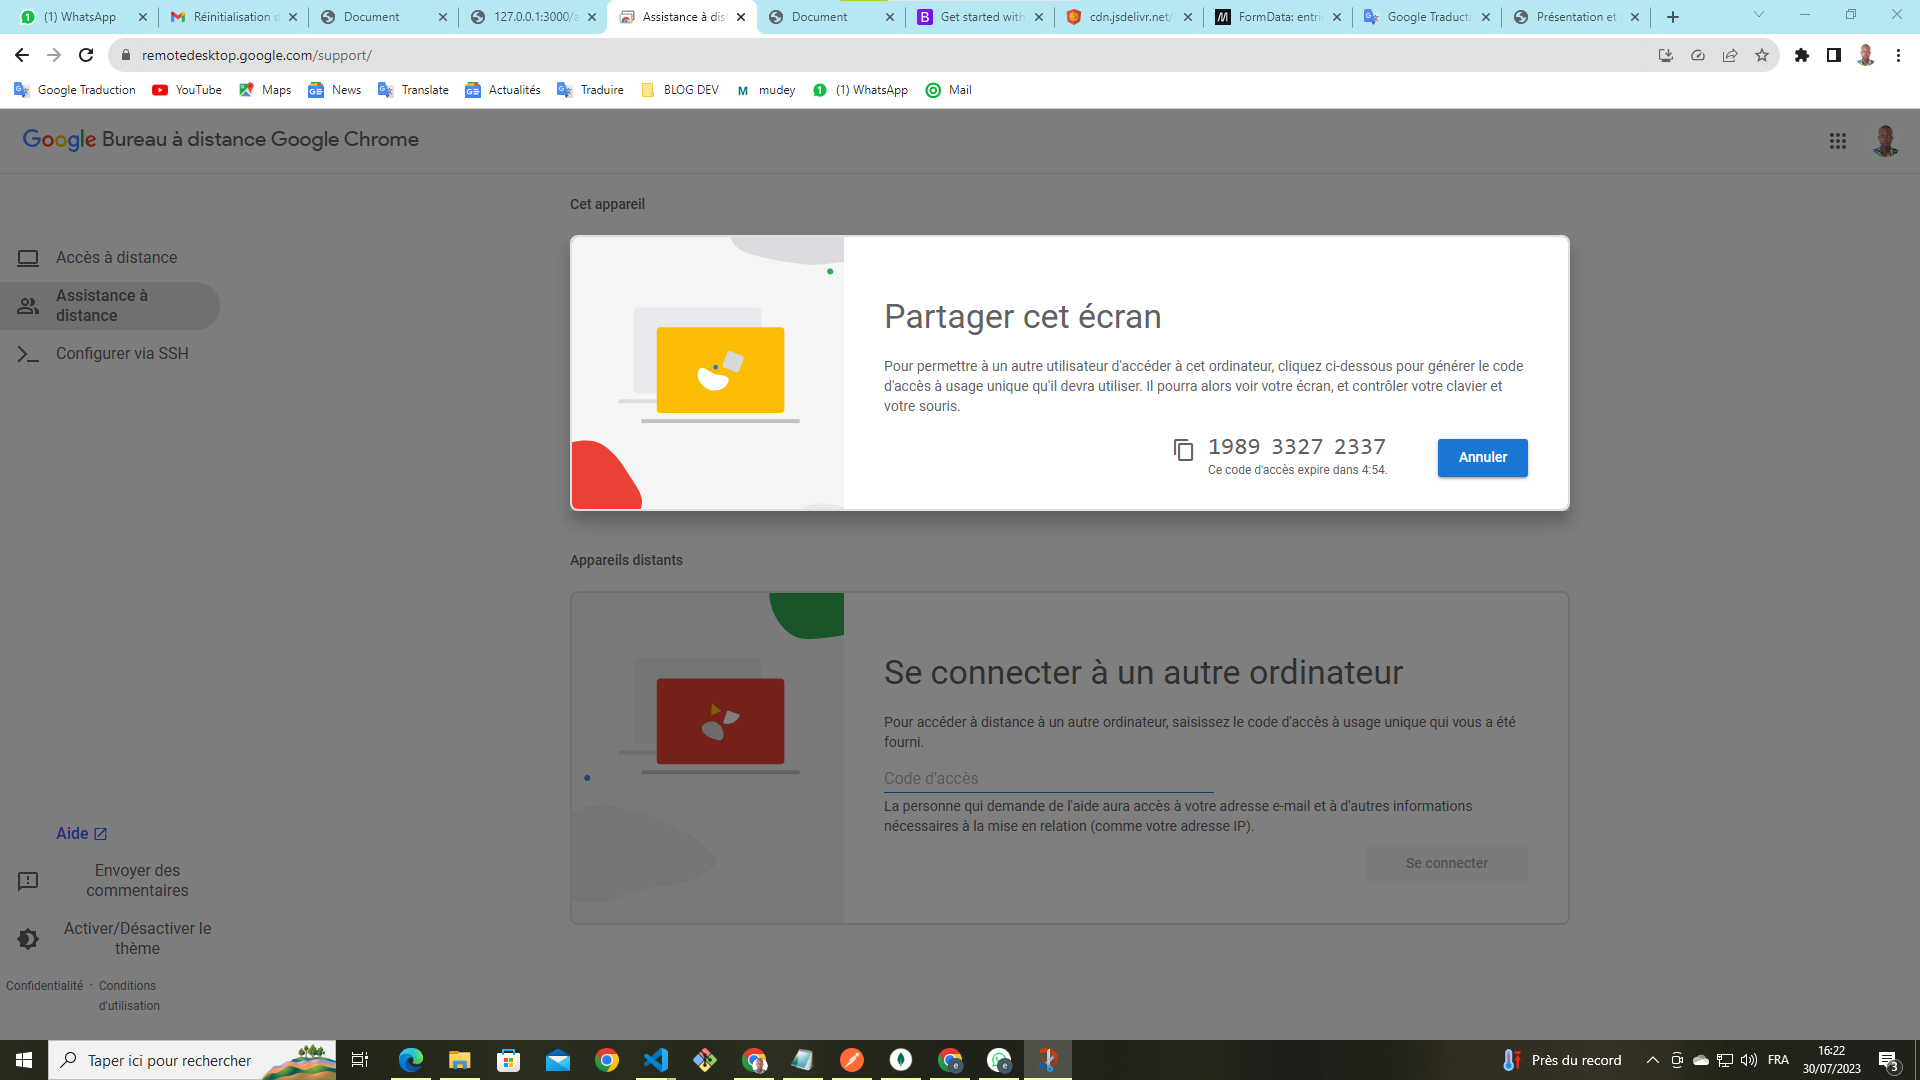 (1) WhatsApp
Réinitialisation d
Document
127.0.0.1:3000/a
Assistance à dis
Document
Get started with
cdn.jsdelivr.net/
FormData: entri
Google Traducti
Présentation et
remotedesktop.google.com/support/
Google Traduction
YouTube
Maps
News
Translate
Actualités
Traduire
BLOG DEV
mudey
(1) WhatsApp
Mail
Google Bureau à distance Google Chrome
Accès à distance
Assistance à
distance
Configurer via SSH
Cet appareil
Partager cet écran
Pour permettre à un autre utilisateur d'accéder à cet ordinateur, cliquez ci-dessous pour générer le code
d'accès à usage unique qu'il devra utiliser. Il pourra alors voir votre écran, et contrôler votre clavier et
votre souris.
1989 3327 2337
Ce code d'accès expire dans 4:54.
Annuler
Appareils distants
Se connecter à un autre ordinateur
Pour accéder à distance à un autre ordinateur, saisissez le code d'accès à usage unique qui vous a été
fourni.
Code d'accès
La personne qui demande de l'aide aura accès à votre adresse e-mail et à d'autres informations
nécessaires à la mise en relation (comme votre adresse IP).
Se connecter
Aide
Envoyer des
commentaires
Activer/Désactiver le
thème
Confidentialité · Conditions
d'utilisation
Taper ici pour rechercher
Près du record
FRA
16:22
30/07/2023
3